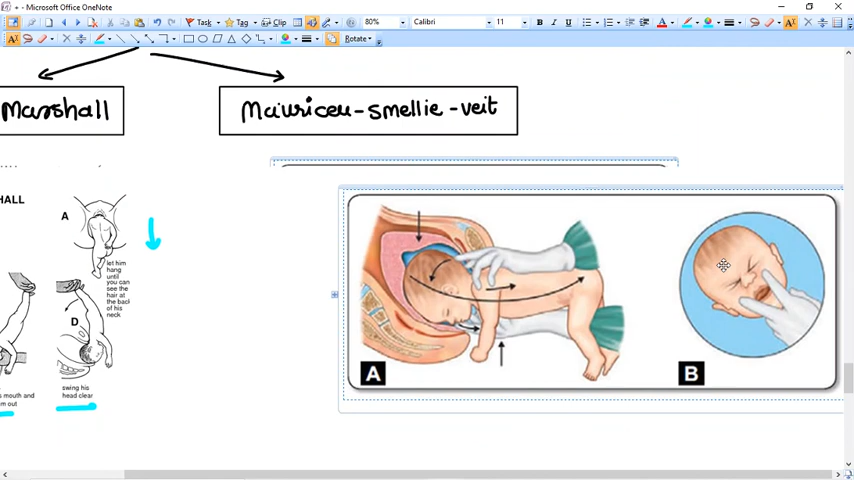 + - Microsoft Office OneNote
Task Tag Clip 80% Calibri 11 B I U A
A Rotate
Marshall
Mauriceu-smellie-veit
HALL
A
let him
hang
until
you can
see the
hair at
the back
of his
neck
D
s mouth and
em out
swing his
head clear
A
B